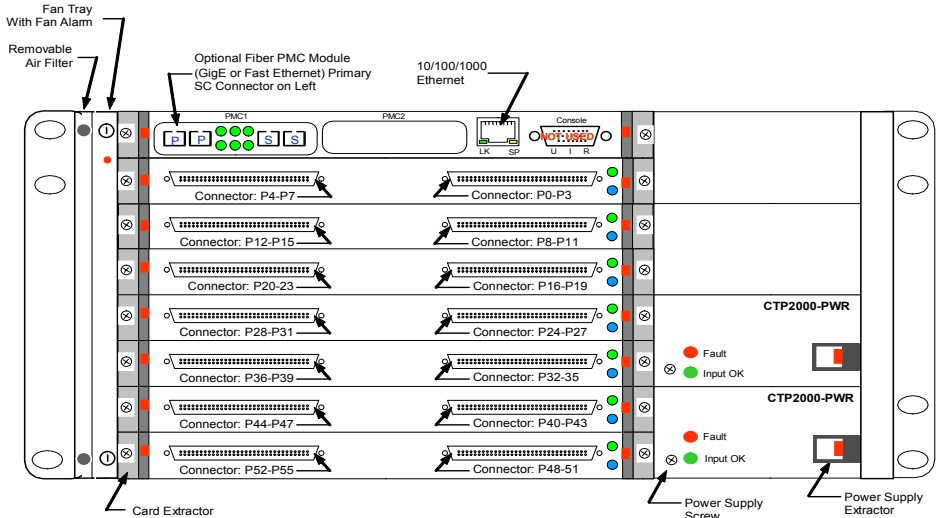 Fan Tray
With Fan Alarm
Removable
Air Filter
Optional Fiber PMC Module
(GigE or Fast Ethernet) Primary
SC Connector on Left
10/100/1000
Ethernet
PMC1
PMC2
Console
P P S S
NOT USED
LK SP
U I R
Connector: P4-P7
Connector: P0-P3
Connector: P12-P15
Connector: P8-P11
Connector: P20-23
Connector: P16-P19
Connector: P28-P31
Connector: P24-P27
CTP2000-PWR
Fault
Input OK
Connector: P36-P39
Connector: P32-35
CTP2000-PWR
Connector: P44-P47
Connector: P40-P43
Fault
Input OK
Connector: P52-P55
Connector: P48-51
Card Extractor
Power Supply
Screw
Power Supply
Extractor